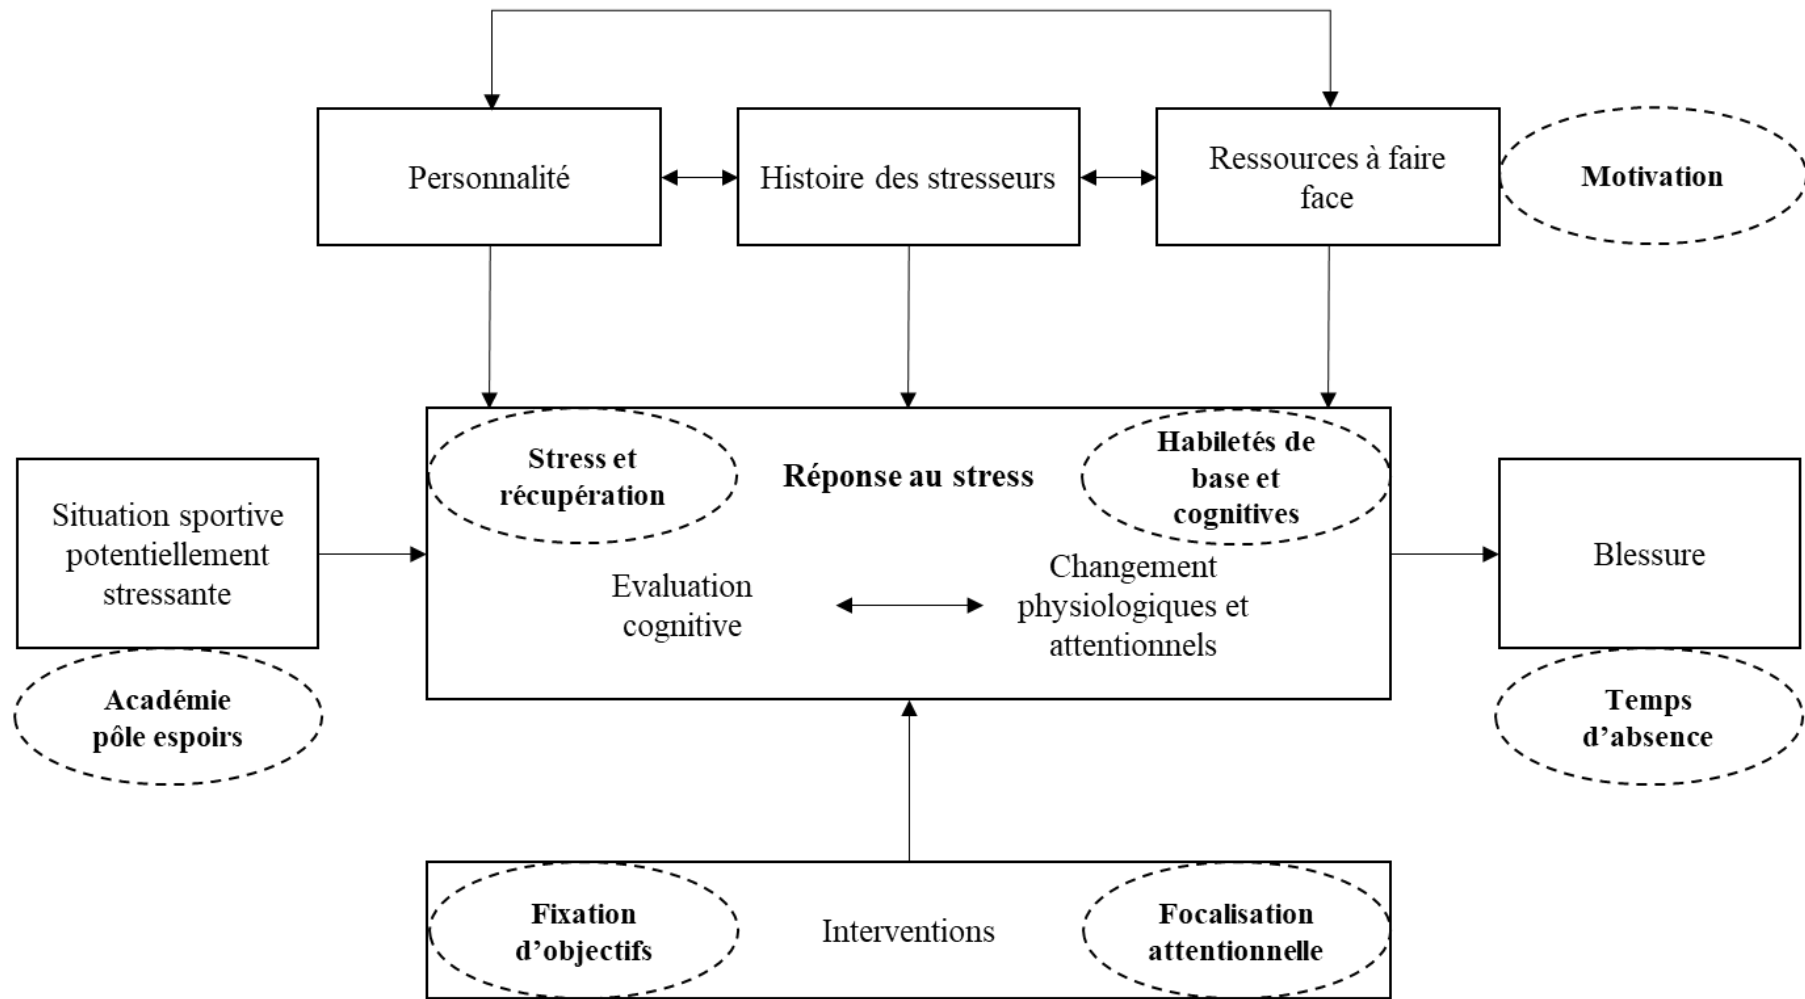 Personnalité
Histoire des stresseurs
Ressources à faire
face
Motivation
Stress et
récupération
Réponse au stress
Habiletés de
base et
cognitives
Situation sportive
potentiellement
stressante
Evaluation
cognitive
Changement
physiologiques et
attentionnels
Blessure
Académie
pôle espoirs
Temps
d’absence
Fixation
d’objectifs
Interventions
Focalisation
attentionnelle